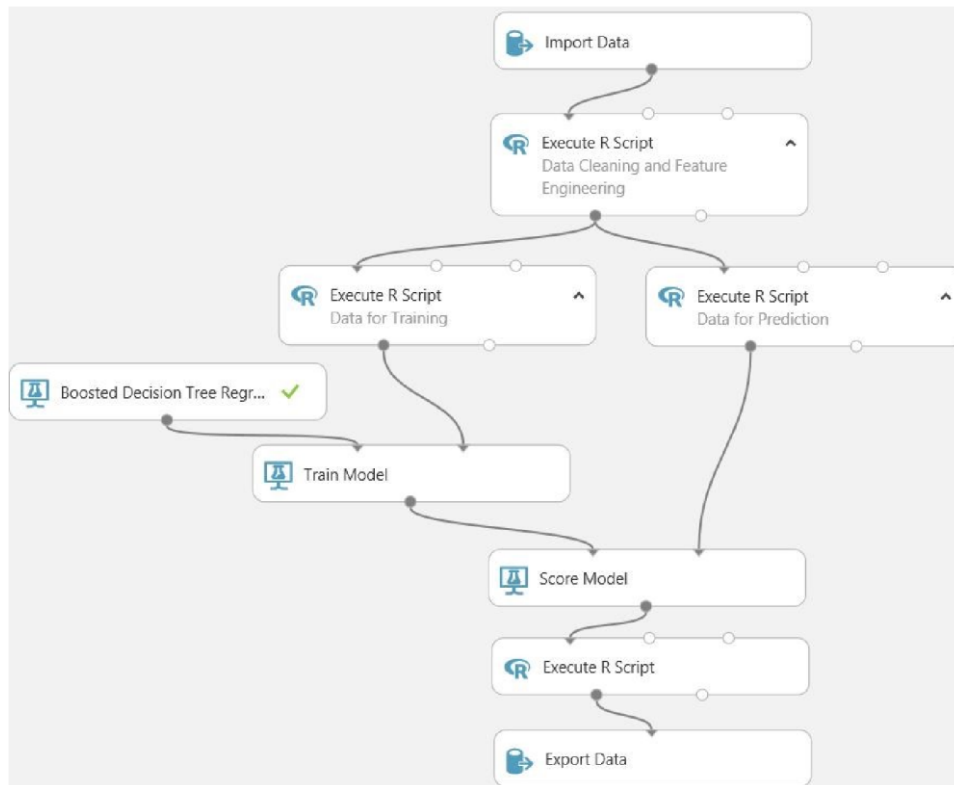 Import Data
Execute R Script
Data Cleaning and Feature
Engineering
Execute R Script
Data for Training
Execute R Script
Data for Prediction
Boosted Decision Tree Regr...
Train Model
Score Model
Execute R Script
Export Data